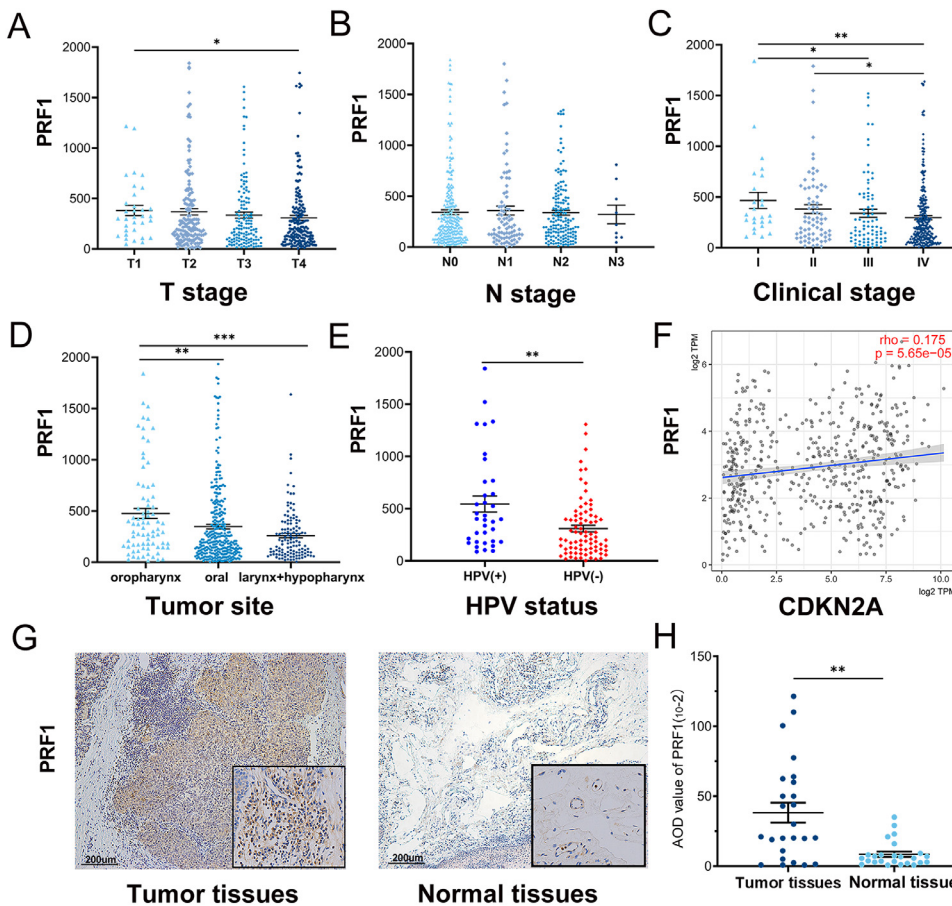 A
PRF1
2000
1500
1000
500
0
*
T1 T2 T3 T4
T stage
B
PRF1
2000
1500
1000
500
0
N0 N1 N2 N3
N stage
C
PRF1
2000
1500
1000
500
0
**
*
*
I II III IV
Clinical stage
D
PRF1
2000
1500
1000
500
0
***
**
oropharynx oral larynx+hypopharynx
Tumor site
E
PRF1
2000
1500
1000
500
0
**
HPV(+) HPV(-)
HPV status
F
log2 TPM
rho = 0.175
p = 5.65e-05
PRF1
6
4
2
0
0.0 2.5 5.0 7.5 10.0
log2 TPM
CDKN2A
G
PRF1
200um
Tumor tissues
200um
Normal tissues
H
AOD value of PRF1(10-2)
150
100
50
0
**
Tumor tissues Normal tissue